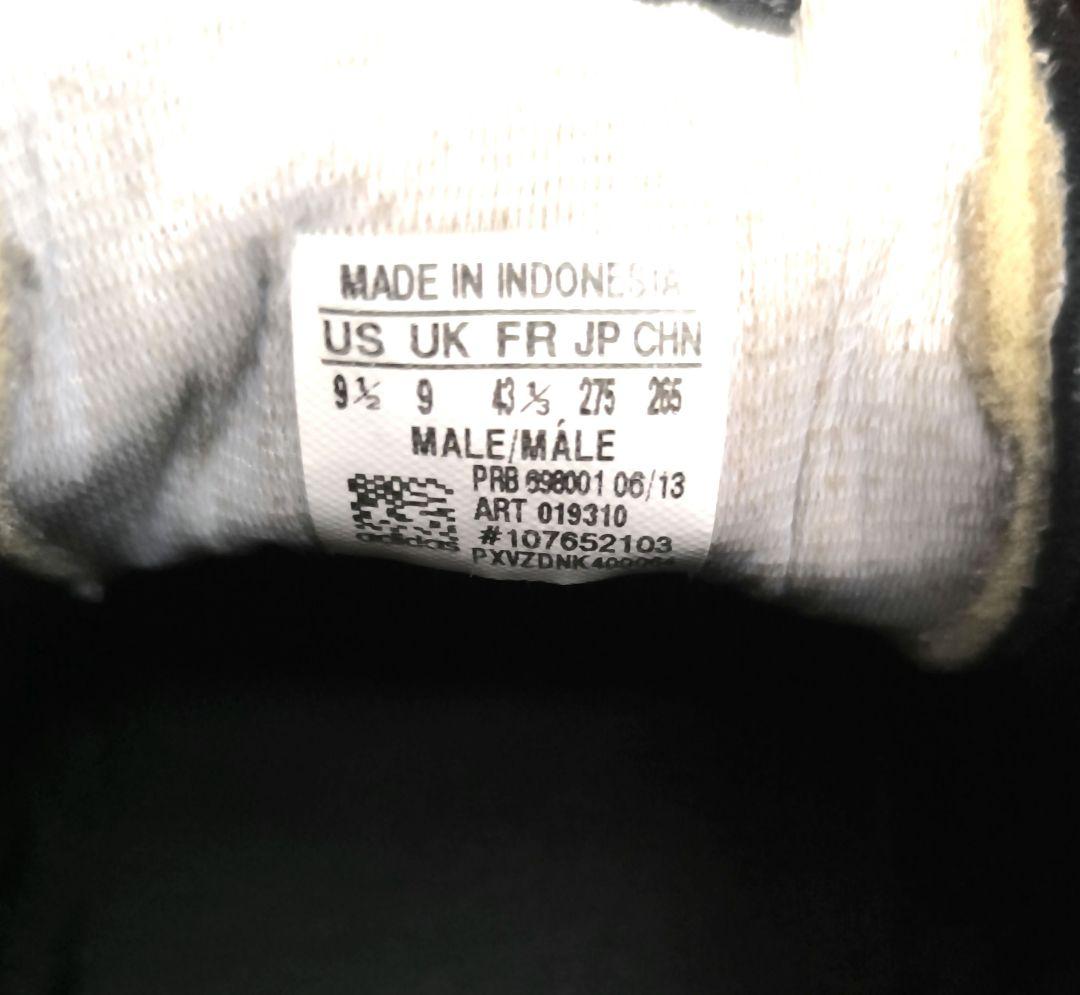 MADE IN INDONESIA
US UK FR JP CHN
9½ 9 43⅓ 275 265
MALE/MÁLE
PRB 698001 06/13
ART 019310
#107652103
adidas